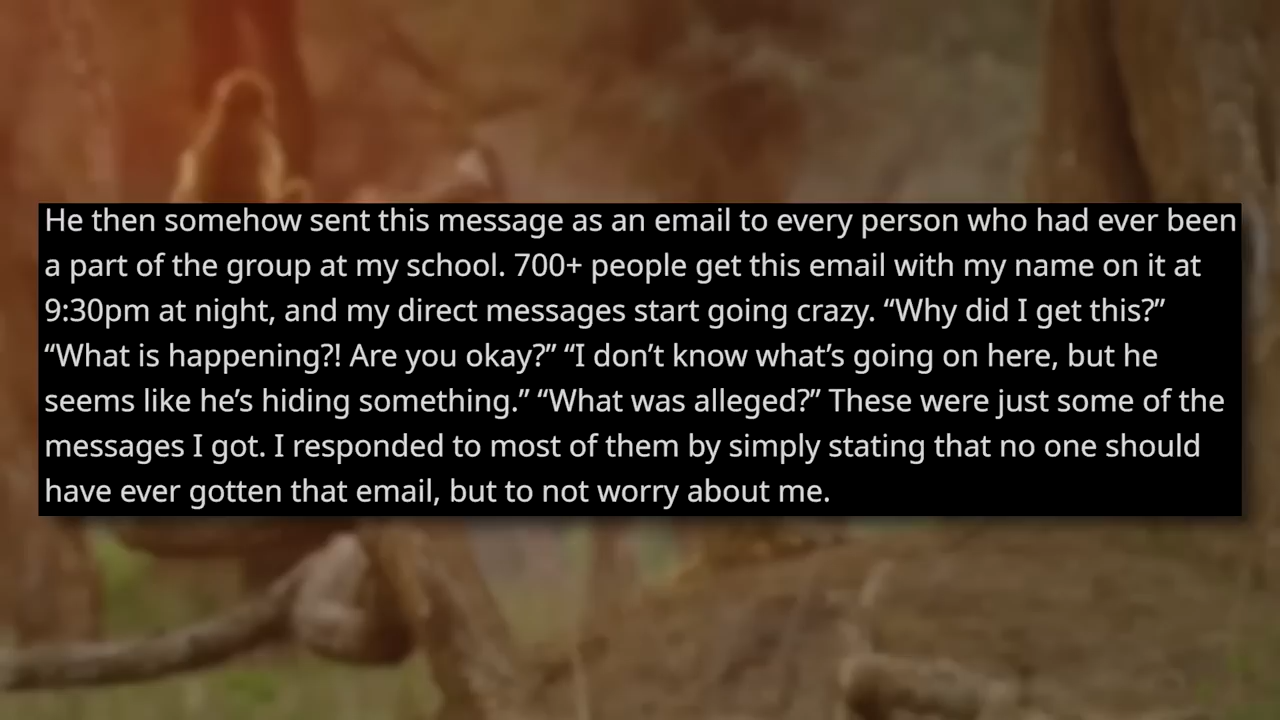 He then somehow sent this message as an email to every person who had ever been
a part of the group at my school. 700+ people get this email with my name on it at
9:30pm at night, and my direct messages start going crazy. “Why did I get this?”
“What is happening?! Are you okay?” “I don’t know what’s going on here, but he
seems like he’s hiding something.” “What was alleged?” These were just some of the
messages I got. I responded to most of them by simply stating that no one should
have ever gotten that email, but to not worry about me.